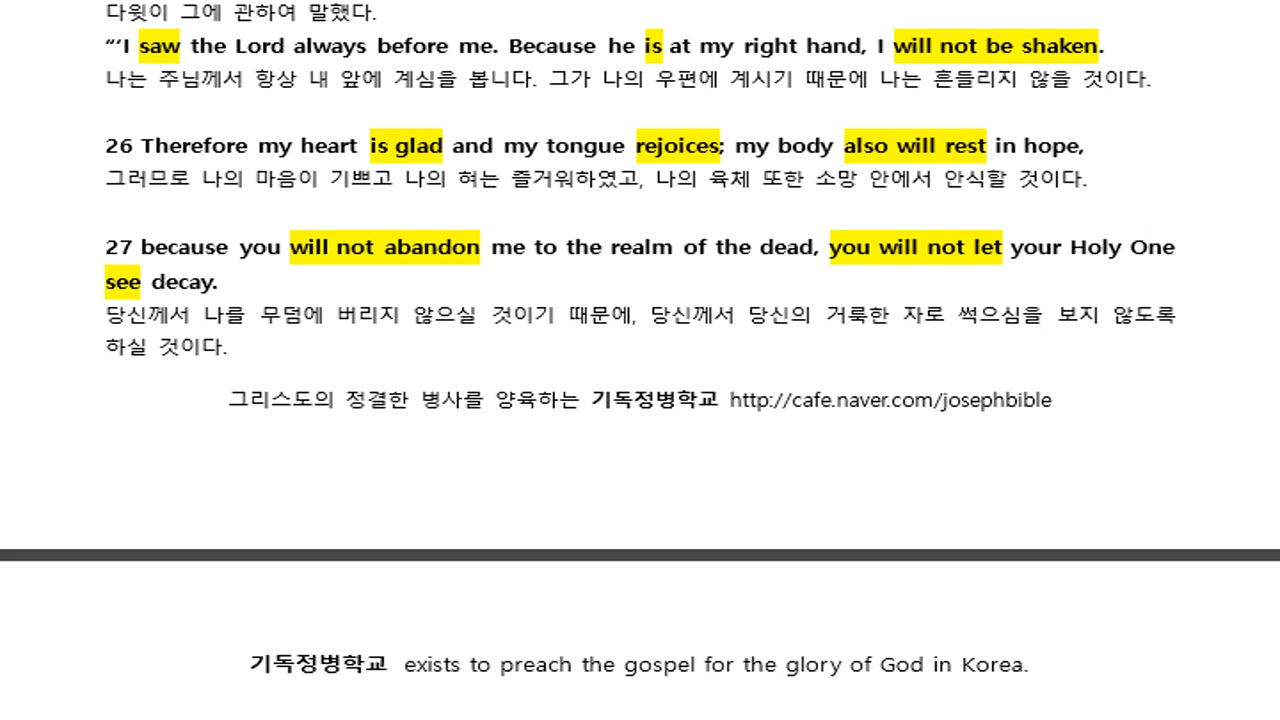 다윗이 그에 관하여 말했다.
“‘I saw the Lord always before me. Because he is at my right hand, I will not be shaken.
나는 주님께서 항상 내 앞에 계심을 봅니다. 그가 나의 우편에 계시기 때문에 나는 흔들리지 않을 것이다.
26 Therefore my heart is glad and my tongue rejoices; my body also will rest in hope,
그러므로 나의 마음이 기쁘고 나의 혀는 즐거워하였고, 나의 육체 또한 소망 안에서 안식할 것이다.
27 because you will not abandon me to the realm of the dead, you will not let your Holy One
see decay.
당신께서 나를 무덤에 버리지 않으실 것이기 때문에, 당신께서 당신의 거룩한 자로 썩으심을 보지 않도록
하실 것이다.
그리스도의 정결한 병사를 양육하는 기독정병학교 http://cafe.naver.com/josephbible
기독정병학교 exists to preach the gospel for the glory of God in Korea.